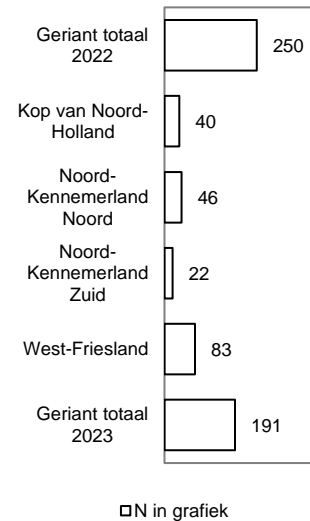 Geriant totaal
2022
250
Kop van Noord-
Holland
40
Noord-
Kennemerland
Noord
46
Noord-
Kennemerland
Zuid
22
West-Friesland
83
Geriant totaal
2023
191
N in grafiek